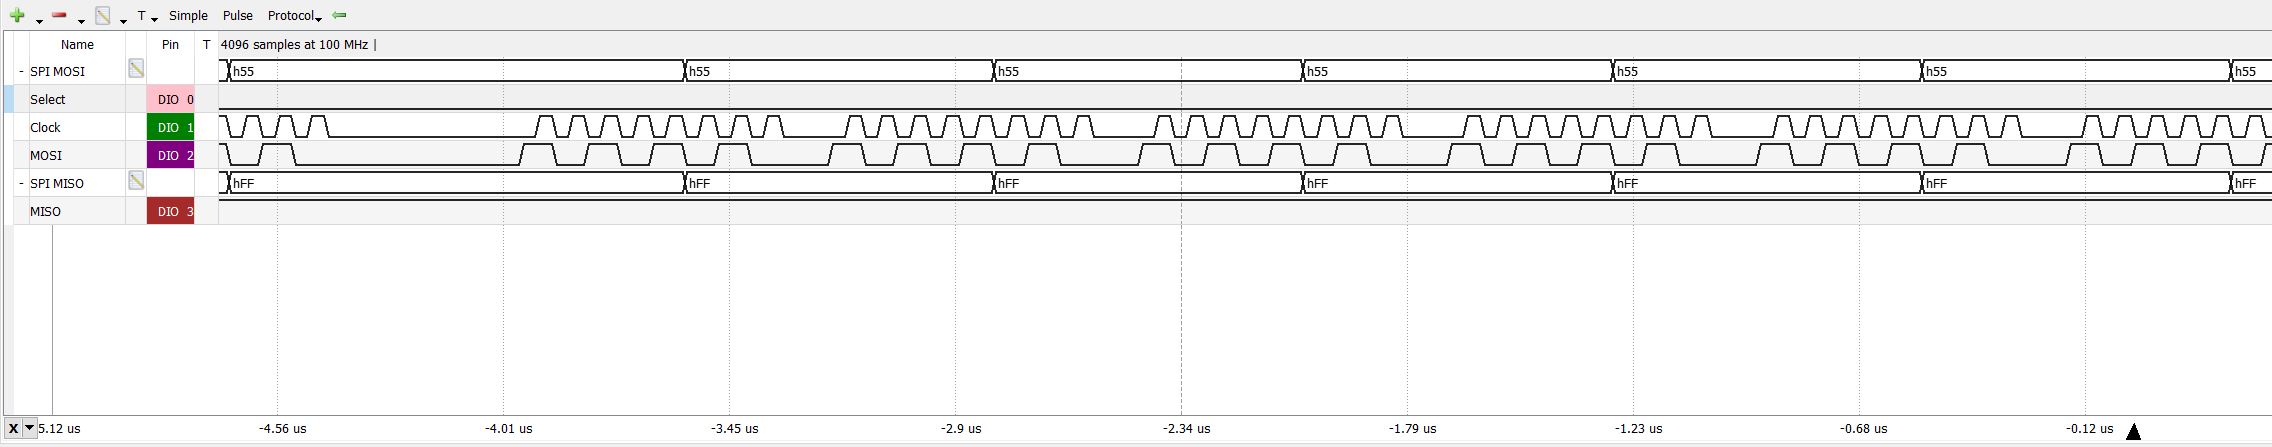 T Simple Pulse Protocol
Name Pin T 4096 samples at 100 MHz |
- SPI MOSI h55 h55 h55 h55 h55 h55 h55
Select DIO 0
Clock DIO 1
MOSI DIO 2
- SPI MISO hFF hFF hFF hFF hFF hFF hFF
MISO DIO 3
X 5.12 us -4.56 us -4.01 us -3.45 us -2.9 us -2.34 us -1.79 us -1.23 us -0.68 us -0.12 us